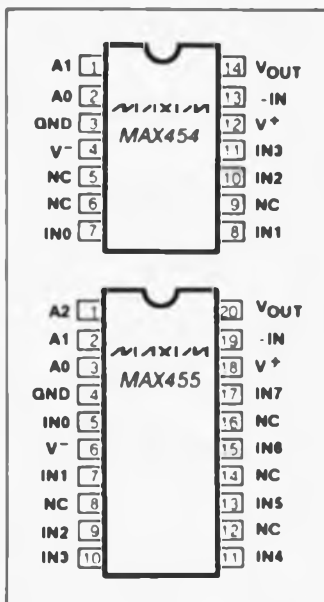 A1 1 14 VOUT
A0 2 MAXIM 13 -IN
GND 3 MAX454 12 V+
V- 4 11 IN3
NC 5 10 IN2
NC 6 9 NC
IN0 7 8 IN1
A2 1 20 VOUT
A1 2 MAXIM 19 -IN
A0 3 MAX455 18 V+
GND 4 17 IN7
IN0 5 16 NC
V- 6 15 IN6
IN1 7 14 NC
NC 8 13 IN5
IN2 9 12 NC
IN3 10 11 IN4